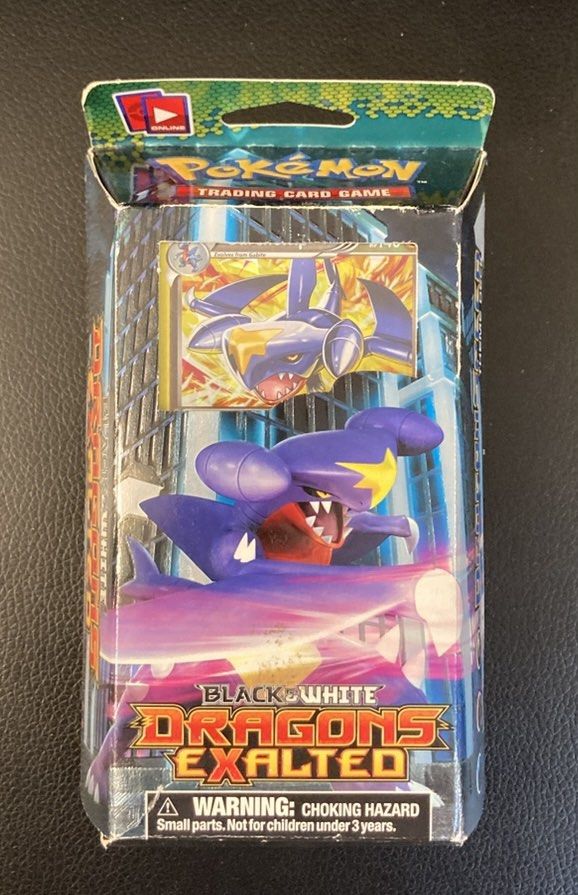 ONLINE
POKéMON
TRADING CARD GAME
Evolves from Gabite
BLACK & WHITE
DRAGONS
EXALTED
WARNING: CHOKING HAZARD
Small parts. Not for children under 3 years.